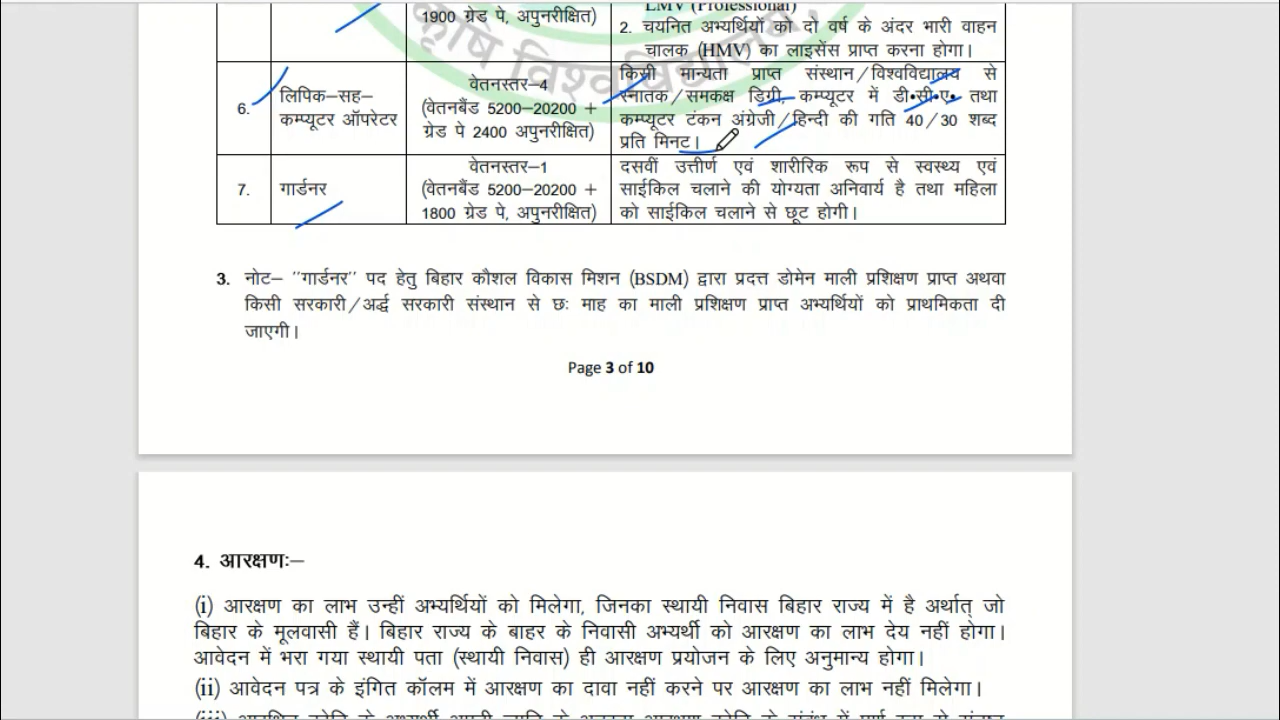 LMV (Professional)
1900 ग्रेड पे, अपुनरीक्षित)
2. चयनित अभ्यर्थियों को दो वर्ष के अंदर भारी वाहन
चालक (HMV) का लाइसेंस प्राप्त करना होगा।
कृषि विश्वविद्यालय,
6.
लिपिक–सह–
कम्प्यूटर ऑपरेटर
वेतनस्तर–4
(वेतनबैंड 5200–20200 +
ग्रेड पे 2400 अपुनरीक्षित)
किसी मान्यता प्राप्त संस्थान/विश्वविद्यालय से
स्नातक/समकक्ष डिग्री, कम्प्यूटर में डी•सी•ए• तथा
कम्प्यूटर टंकन अंग्रेजी/हिन्दी की गति 40/30 शब्द
प्रति मिनट।
7.
गार्डनर
वेतनस्तर–1
(वेतनबैंड 5200–20200 +
1800 ग्रेड पे, अपुनरीक्षित)
दसवीं उत्तीर्ण एवं शारीरिक रूप से स्वस्थ्य एवं
साईकिल चलाने की योग्यता अनिवार्य है तथा महिला
को साईकिल चलाने से छूट होगी।
3. नोट– "गार्डनर" पद हेतु बिहार कौशल विकास मिशन (BSDM) द्वारा प्रदत्त डोमेन माली प्रशिक्षण प्राप्त अथवा
किसी सरकारी/अर्द्ध सरकारी संस्थान से छः माह का माली प्रशिक्षण प्राप्त अभ्यर्थियों को प्राथमिकता दी
जाएगी।
Page 3 of 10
4. आरक्षणः–
(i) आरक्षण का लाभ उन्हीं अभ्यर्थियों को मिलेगा, जिनका स्थायी निवास बिहार राज्य में है अर्थात् जो
बिहार के मूलवासी हैं। बिहार राज्य के बाहर के निवासी अभ्यर्थी को आरक्षण का लाभ देय नहीं होगा।
आवेदन में भरा गया स्थायी पता (स्थायी निवास) ही आरक्षण प्रयोजन के लिए अनुमान्य होगा।
(ii) आवेदन पत्र के इंगित कॉलम में आरक्षण का दावा नहीं करने पर आरक्षण का लाभ नहीं मिलेगा।